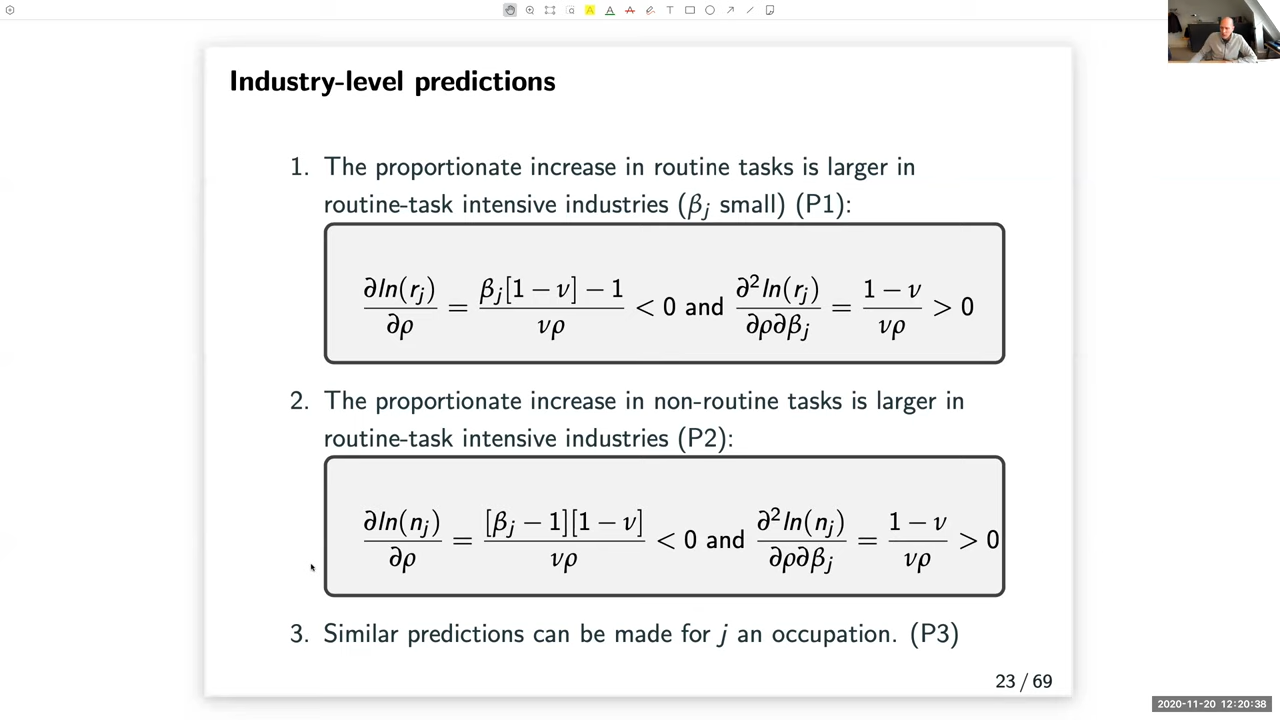 Industry-level predictions
1. The proportionate increase in routine tasks is larger in
routine-task intensive industries (βj small) (P1):
∂ln(rj)/∂ρ = βj[1 − ν] − 1/νρ < 0 and ∂²ln(rj)/∂ρ∂βj = 1 − ν/νρ > 0
2. The proportionate increase in non-routine tasks is larger in
routine-task intensive industries (P2):
∂ln(nj)/∂ρ = [βj − 1][1 − ν]/νρ < 0 and ∂²ln(nj)/∂ρ∂βj = 1 − ν/νρ > 0
3. Similar predictions can be made for j an occupation. (P3)
23 / 69
2020-11-20 12:20:38